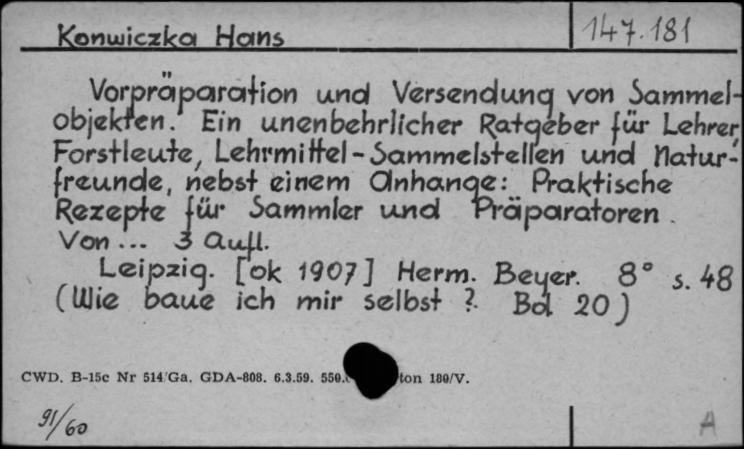 Konwiczka Hans
147.181
Vorpräparation und Versendung von Sammel-
objekten. Ein unenbehrlicher Ratgeber für Lehrer,
Forstleute, Lehrmittel-Sammelstellen und Natur-
freunde, nebst einem Anhange: Praktische
Rezepte für Sammler und Präparatoren.
Von... 3 Aufl.
Leipzig. [ok 1907] Herm. Beyer. 8° s. 48
(Wie baue ich mir selbst ? Bd 20)
CWD. B-15c Nr 514/Ga. GDA-808. 6.3.59. 550. ton 180/V.
91/60
A